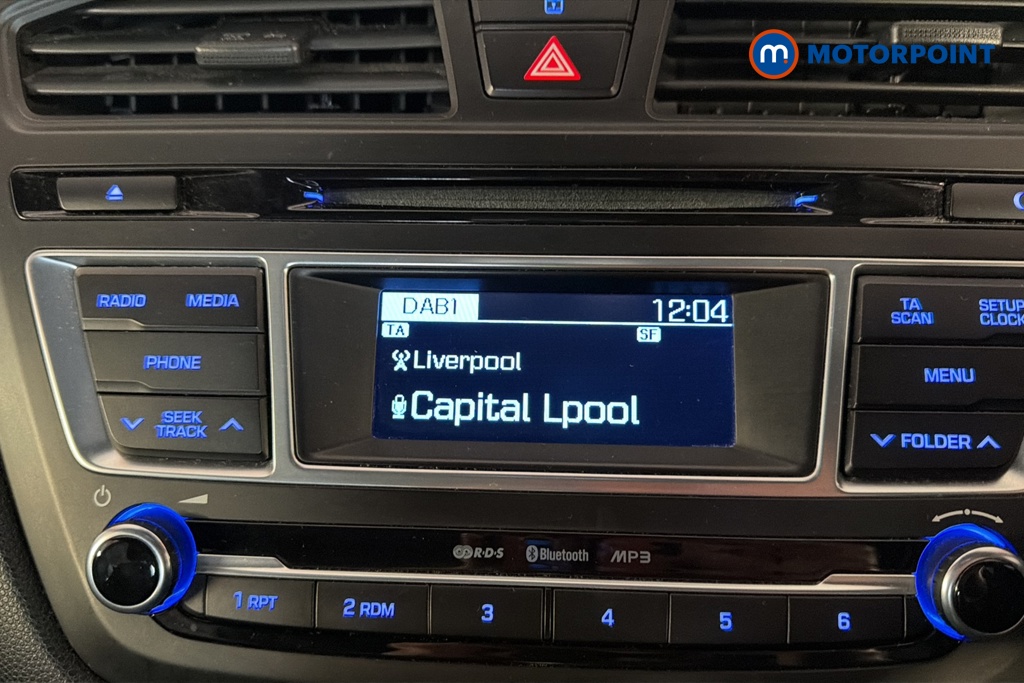 m. MOTORPOINT
RADIO MEDIA
PHONE
SEEK
TRACK
DAB1 12:04
TA SF
Liverpool
Capital Lpool
TA
SCAN
SETUP
CLOCK
MENU
FOLDER
R·D·S Bluetooth MP3
1 RPT 2 RDM 3 4 5 6